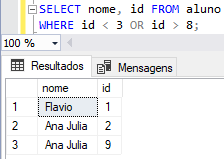 SELECT nome, id FROM aluno
WHERE id < 3 OR id > 8;
100 %
Resultados Mensagens
nome id
1 Flavio 1
2 Ana Julia 2
3 Ana Julia 9